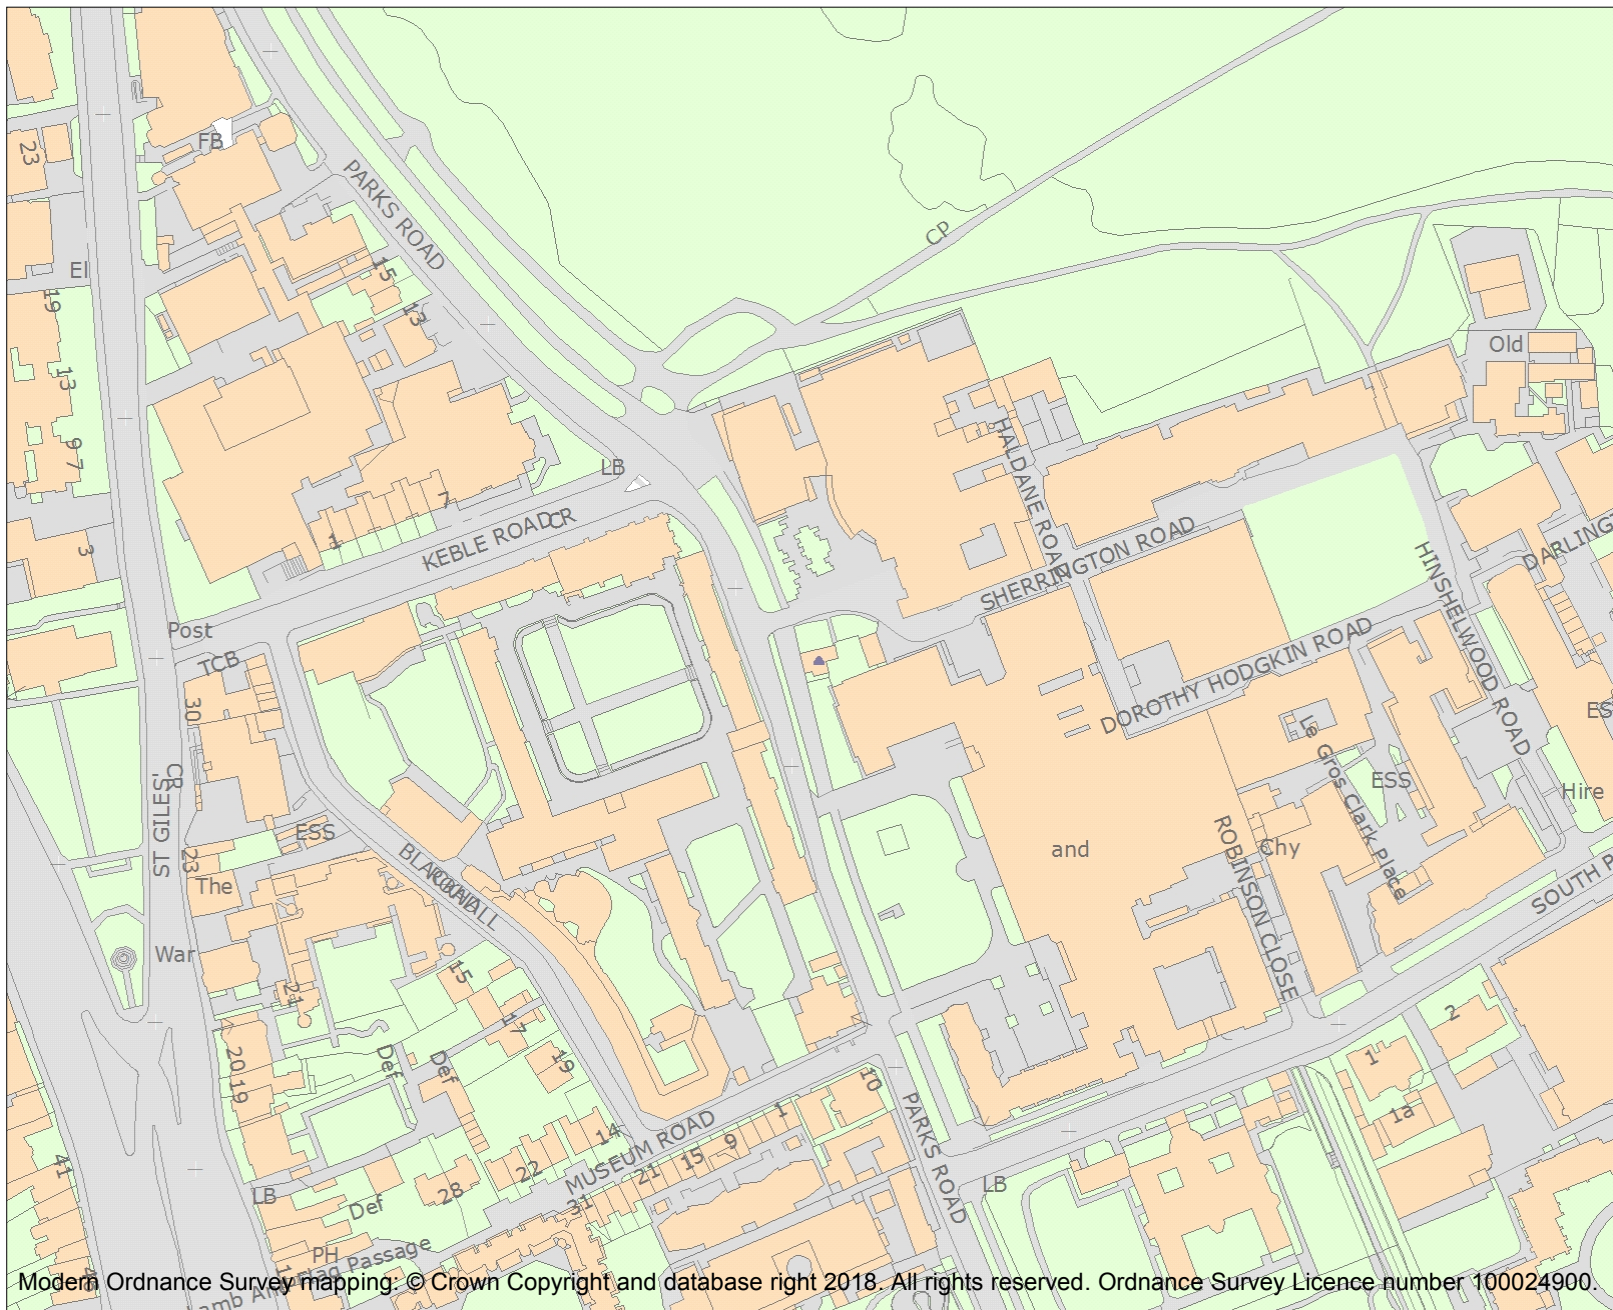 FB
23
PARKS ROAD
CP
El
15
19
13
Old
13
9 7
LB
7
HALDANE ROAD
1
KEBLE ROAD
CR
3
SHERRINGTON ROAD
HINSHELWOOD ROAD
Post
TCB
DOROTHY HODGKIN ROAD
30
Le Gros Clark Place
CR
ST GILES'
ESS
Hire
ESS
ROBINSON CLOSE
and
Chy
23
BLACKHALL
ROAD
The
SOUTH P
War
15
21
17
2
Def
Def
19
20
19
1
10
1a
PARKS ROAD
1
14
9
MUSEUM ROAD
15
22
21
41
28
31
LB
LB
Def
PH
Lamb And Flag Passage
Modern Ordnance Survey mapping: © Crown Copyright and database right 2018. All rights reserved. Ordnance Survey Licence number 100024900.